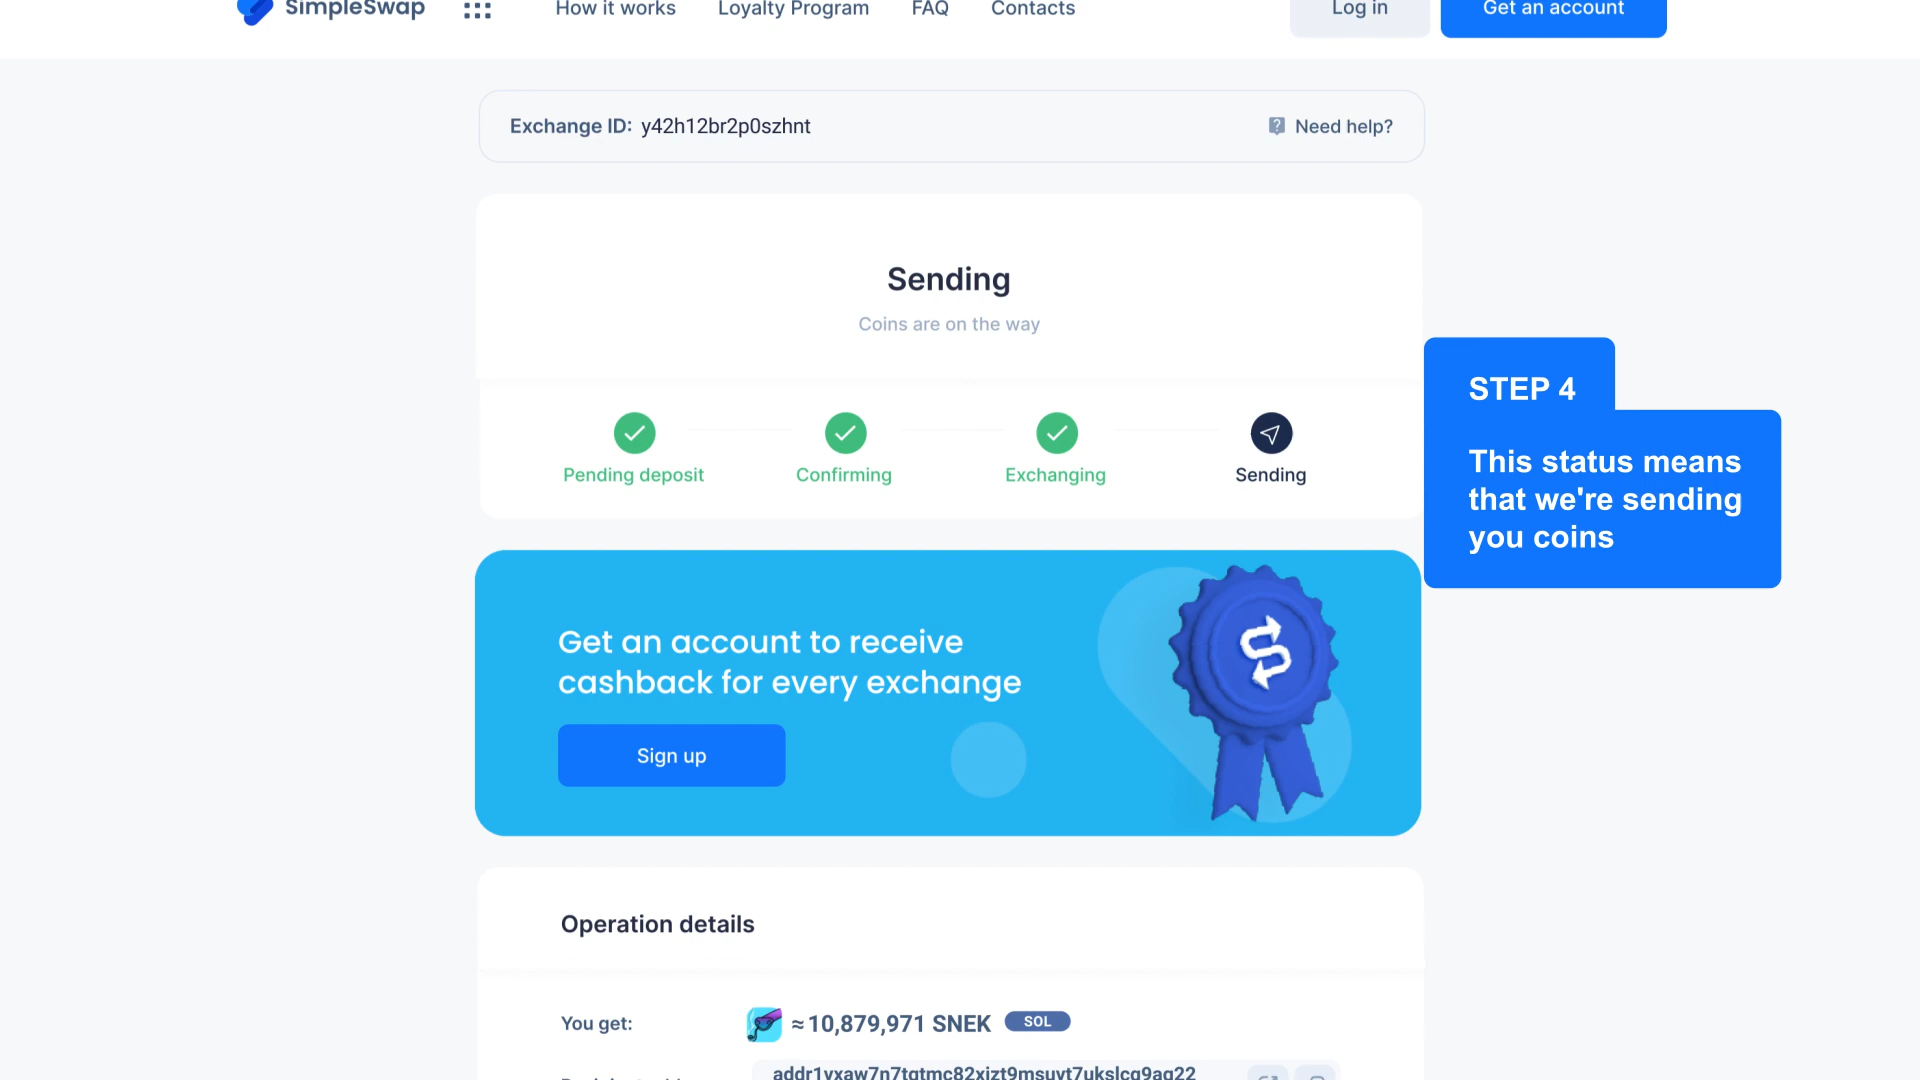 SimpleSwap
How it works
Loyalty Program
FAQ
Contacts
Log in
Get an account
Exchange ID: y42h12br2p0szhnt
Need help?
Sending
Coins are on the way
Pending deposit
Confirming
Exchanging
Sending
STEP 4
This status means
that we're sending
you coins
Get an account to receive
cashback for every exchange
Sign up
Operation details
You get:
≈ 10,879,971 SNEK
SOL